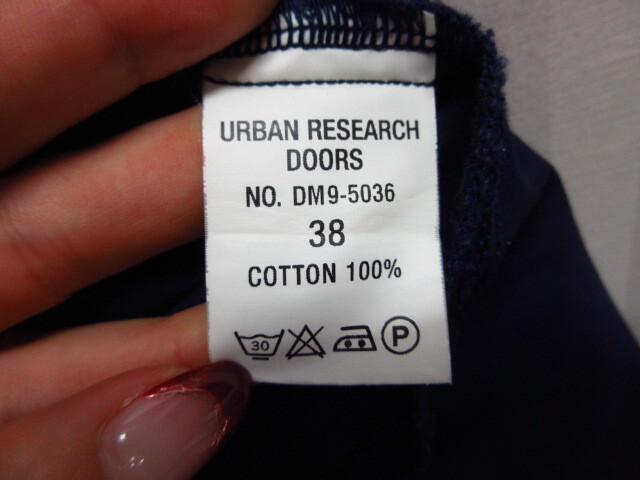 URBAN RESEARCH
DOORS
NO. DM9-5036
38
COTTON 100%
30 P